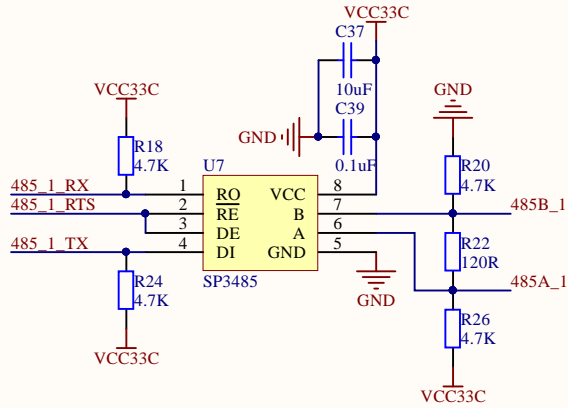 VCC33C
C37
10uF
C39
0.1uF
GND
VCC33C
R18
4.7K
GND
R20
4.7K
U7
485_1_RX
1
RO
VCC
8
485_1_RTS
2
RE
B
7
485B_1
3
DE
A
6
R22
120R
485_1_TX
4
DI
GND
5
485A_1
SP3485
R24
4.7K
GND
R26
4.7K
VCC33C
VCC33C